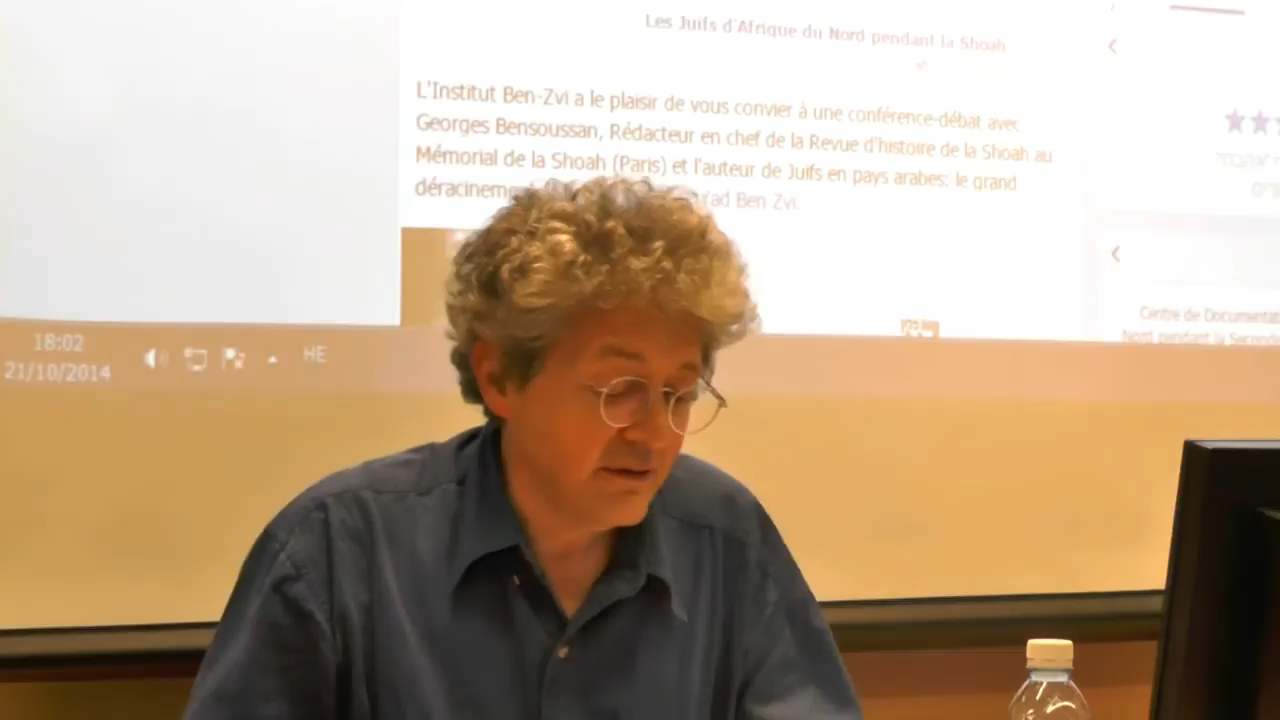 Les Juifs d'Afrique du Nord pendant la Shoah
L'Institut Ben-Zvi a le plaisir de vous convier à une conférence-débat avec
Georges Bensoussan, Rédacteur en chef de la Revue d'histoire de la Shoah au
Mémorial de la Shoah (Paris) et l'auteur de Juifs en pays arabes: le grand
Ben Zvi.
Centre de
18:02
21/10/2014
HE